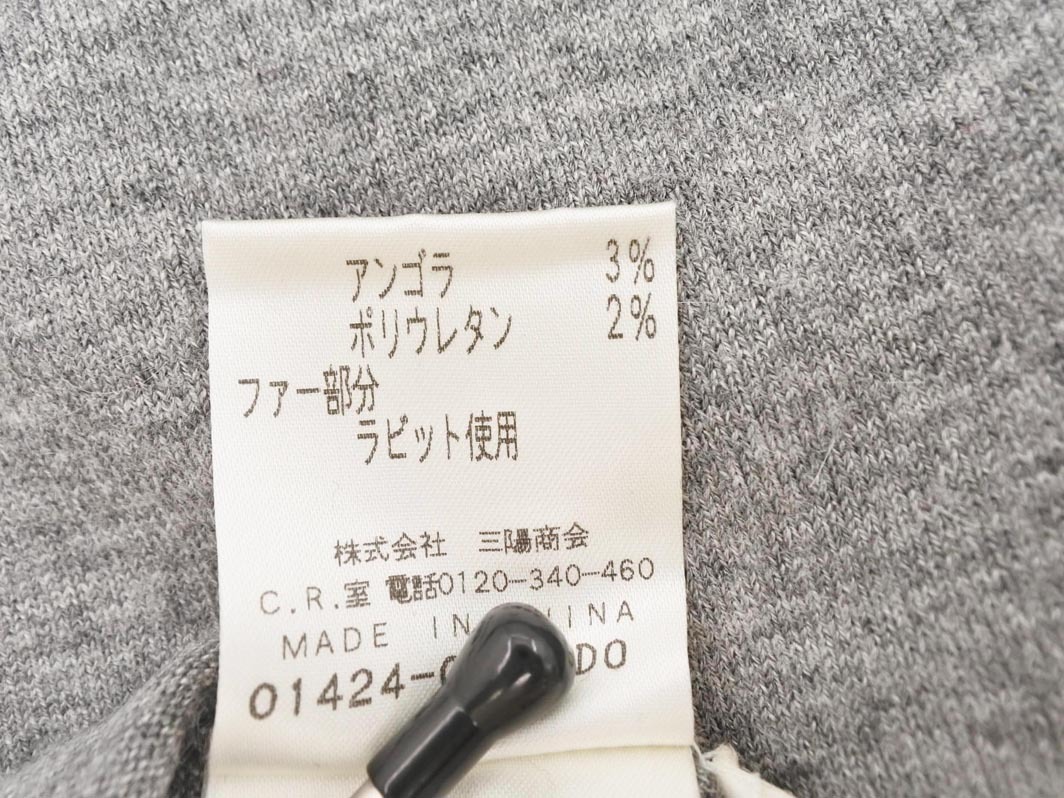 アンゴラ 3%
ポリウレタン 2%
ファー部分
ラビット使用
株式会社 三陽商会
C.R.室 電話0120-340-460
MADE IN
01424- DO